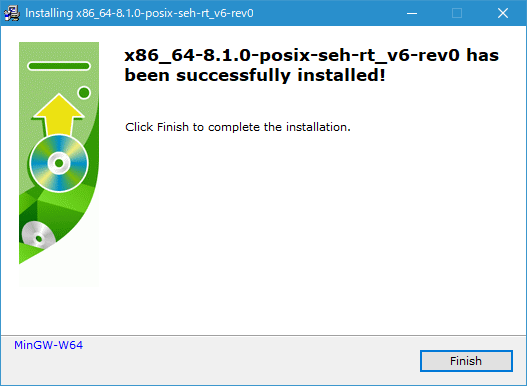 Installing x86_64-8.1.0-posix-seh-rt_v6-rev0
x86_64-8.1.0-posix-seh-rt_v6-rev0 has
been successfully installed!
Click Finish to complete the installation.
MinGW-W64
Finish